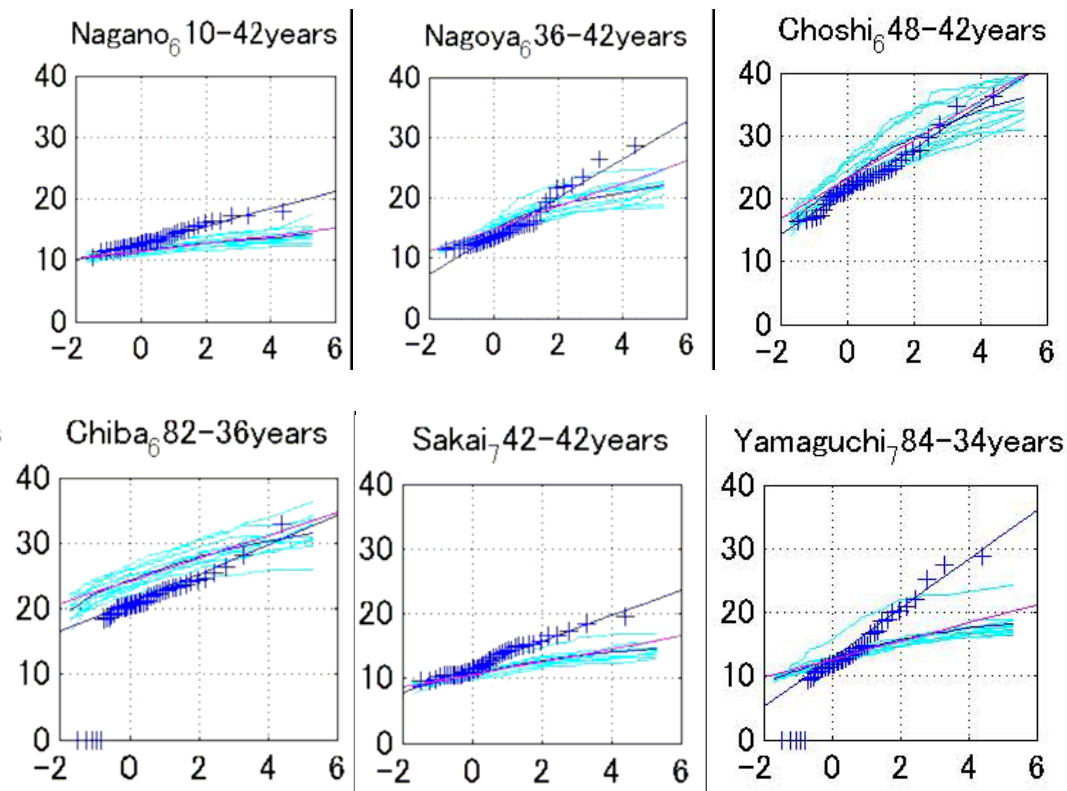 Nagano₆10-42years
40
30
20
10
0
-2 0 2 4 6
Nagoya₆36-42years
40
30
20
10
0
-2 0 2 4 6
Choshi₆48-42years
40
30
20
10
0
-2 0 2 4 6
Chiba₆82-36years
40
30
20
10
0
-2 0 2 4 6
Sakai₇42-42years
40
30
20
10
0
-2 0 2 4 6
Yamaguchi₇84-34years
40
30
20
10
0
-2 0 2 4 6